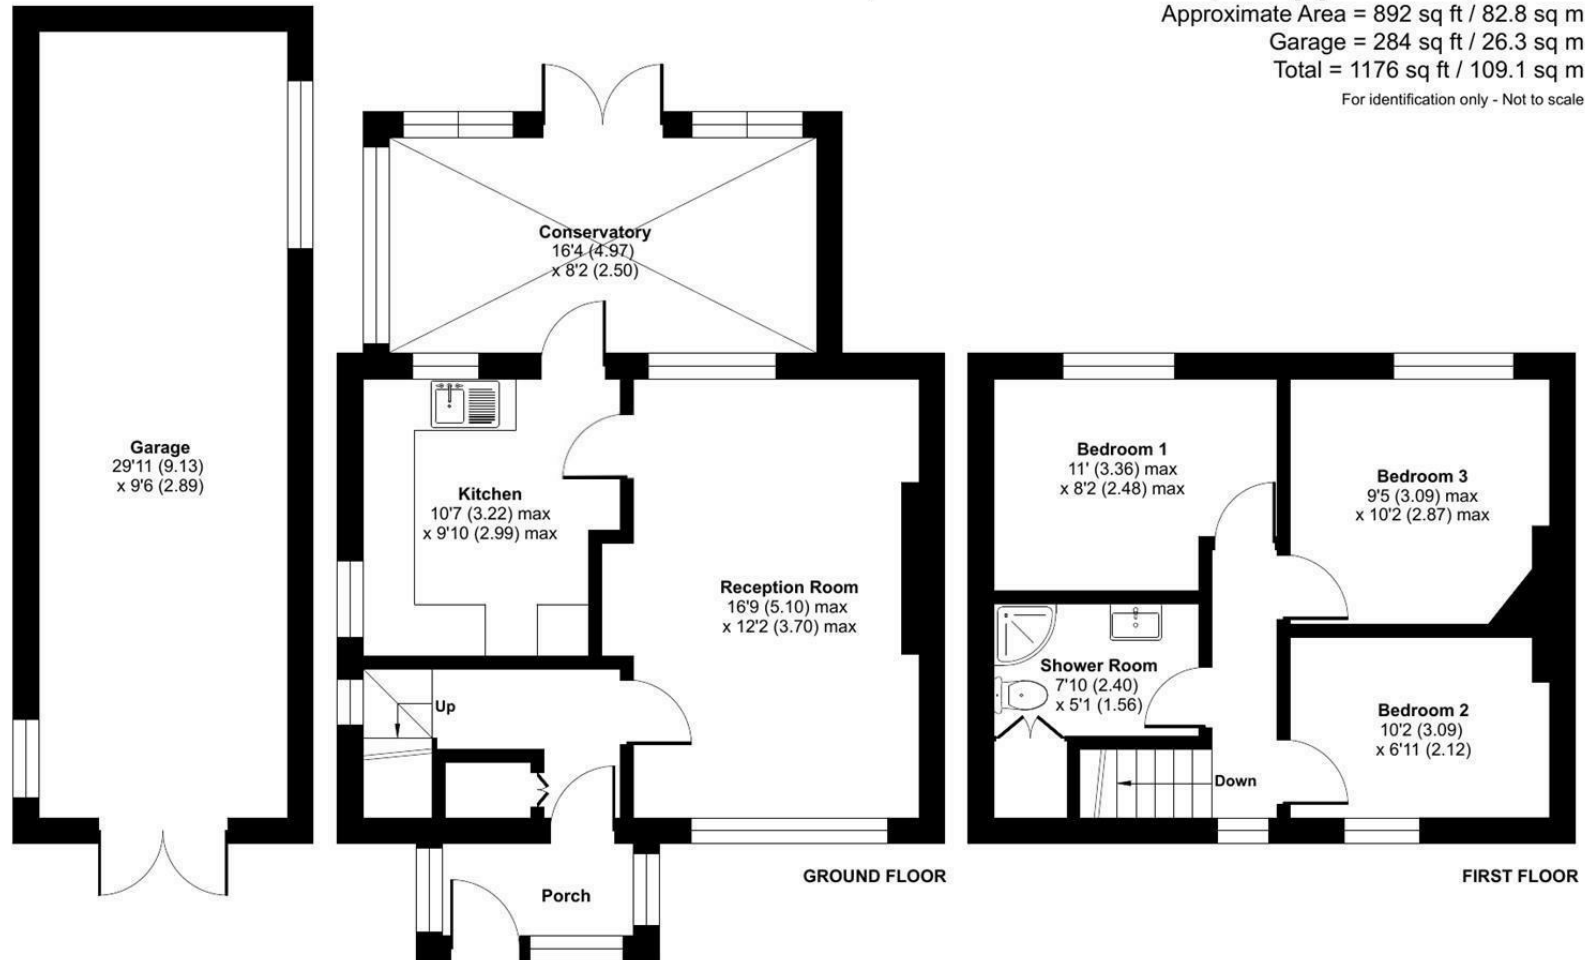 Approximate Area = 892 sq ft / 82.8 sq m
Garage = 284 sq ft / 26.3 sq m
Total = 1176 sq ft / 109.1 sq m
For identification only - Not to scale
Conservatory
16'4 (4.97)
x 8'2 (2.50)
Garage
29'11 (9.13)
x 9'6 (2.89)
Kitchen
10'7 (3.22) max
x 9'10 (2.99) max
Reception Room
16'9 (5.10) max
x 12'2 (3.70) max
Up
Porch
GROUND FLOOR
Bedroom 1
11' (3.36) max
x 8'2 (2.48) max
Bedroom 3
9'5 (3.09) max
x 10'2 (2.87) max
Shower Room
7'10 (2.40)
x 5'1 (1.56)
Bedroom 2
10'2 (3.09)
x 6'11 (2.12)
Down
FIRST FLOOR